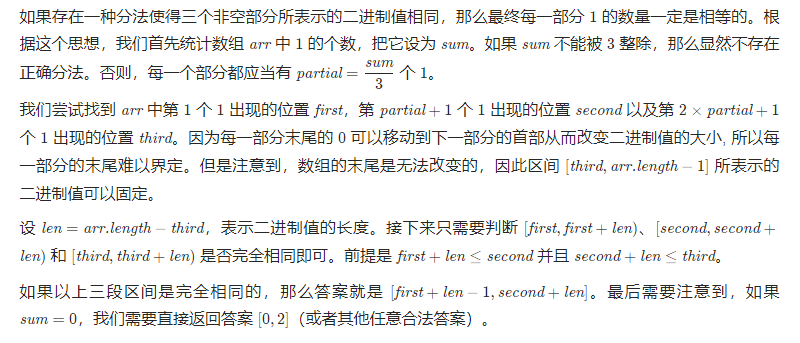 如果存在一种分法使得三个非空部分所表示的二进制值相同，那么最终每一部分 1 的数量一定是相等的。根
据这个思想，我们首先统计数组 arr 中 1 的个数，把它设为 sum。如果 sum 不能被 3 整除，那么显然不存在
正确分法。否则，每一个部分都应当有 partial = sum/3 个 1。
我们尝试找到 arr 中第 1 个 1 出现的位置 first，第 partial + 1 个 1 出现的位置 second 以及第 2 × partial + 1
个 1 出现的位置 third。因为每一部分末尾的 0 可以移动到下一部分的首部从而改变二进制值的大小, 所以每
一部分的末尾难以界定。但是注意到，数组的末尾是无法改变的，因此区间 [third, arr.length − 1] 所表示的
二进制值可以固定。
设 len = arr.length − third，表示二进制值的长度。接下来只需要判断 [first, first + len)、[second, second +
len) 和 [third, third + len) 是否完全相同即可。前提是 first + len ≤ second 并且 second + len ≤ third。
如果以上三段区间是完全相同的，那么答案就是 [first + len − 1, second + len]。最后需要注意到，如果
sum = 0，我们需要直接返回答案 [0, 2]（或者其他任意合法答案）。